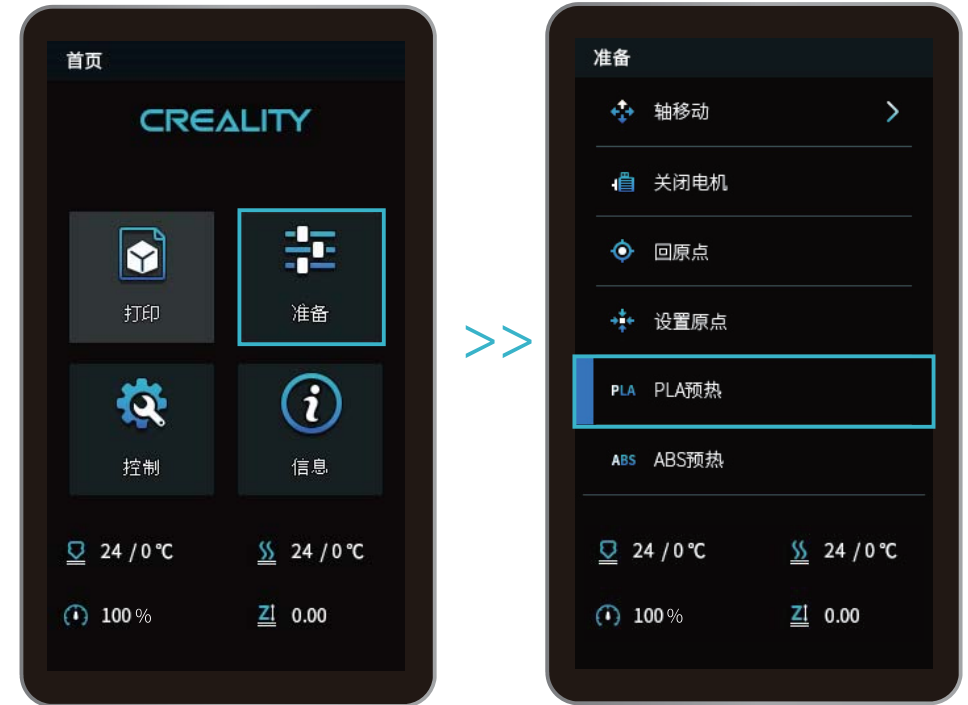 首页
CREALITY
打印
准备
控制
信息
24 / 0 ℃
24 / 0 ℃
100 %
Z 0.00
>>
准备
轴移动
关闭电机
回原点
设置原点
PLA PLA预热
ABS ABS预热
24 / 0 ℃
24 / 0 ℃
100 %
Z 0.00